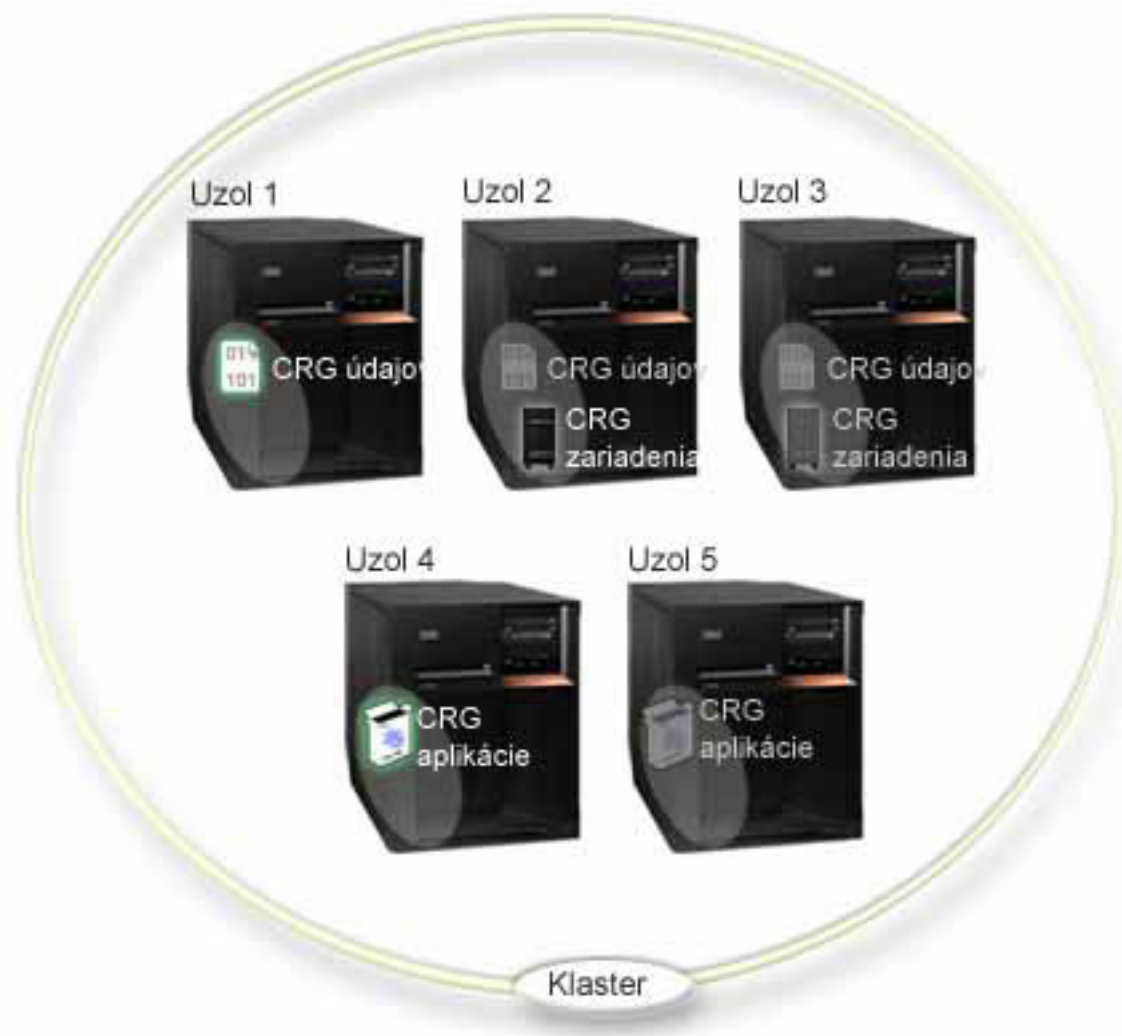 Uzol 1
Uzol 2
Uzol 3
CRG údajov
CRG údajov
CRG
zariadenia
CRG údajov
CRG
zariadenia
Uzol 4
Uzol 5
CRG
aplikácie
CRG
aplikácie
Klaster